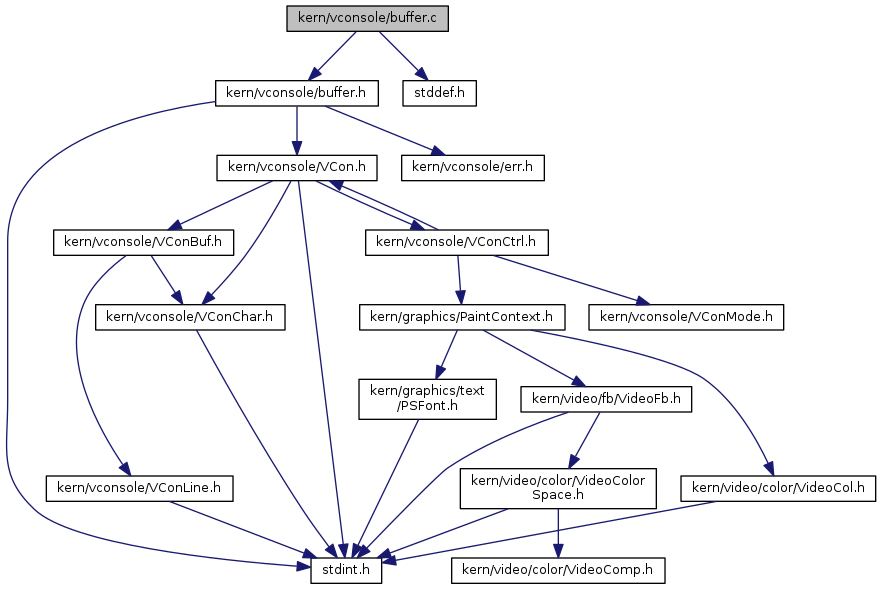 kern/vconsole/buffer.c
kern/vconsole/buffer.h
stddef.h
kern/vconsole/VCon.h
kern/vconsole/err.h
kern/vconsole/VConBuf.h
kern/vconsole/VConCtrl.h
kern/vconsole/VConChar.h
kern/graphics/PaintContext.h
kern/vconsole/VConMode.h
kern/graphics/text
/PSFont.h
kern/video/fb/VideoFb.h
kern/vconsole/VConLine.h
kern/video/color/VideoColor
Space.h
kern/video/color/VideoCol.h
stdint.h
kern/video/color/VideoComp.h